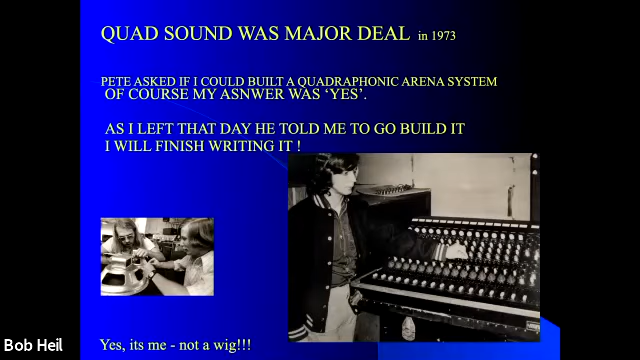 QUAD SOUND WAS MAJOR DEAL in 1973
PETE ASKED IF I COULD BUILT A QUADRAPHONIC ARENA SYSTEM
OF COURSE MY ASNWER WAS ‘YES’.
AS I LEFT THAT DAY HE TOLD ME TO GO BUILD IT
I WILL FINISH WRITING IT !
Yes, its me - not a wig!!!
Bob Heil